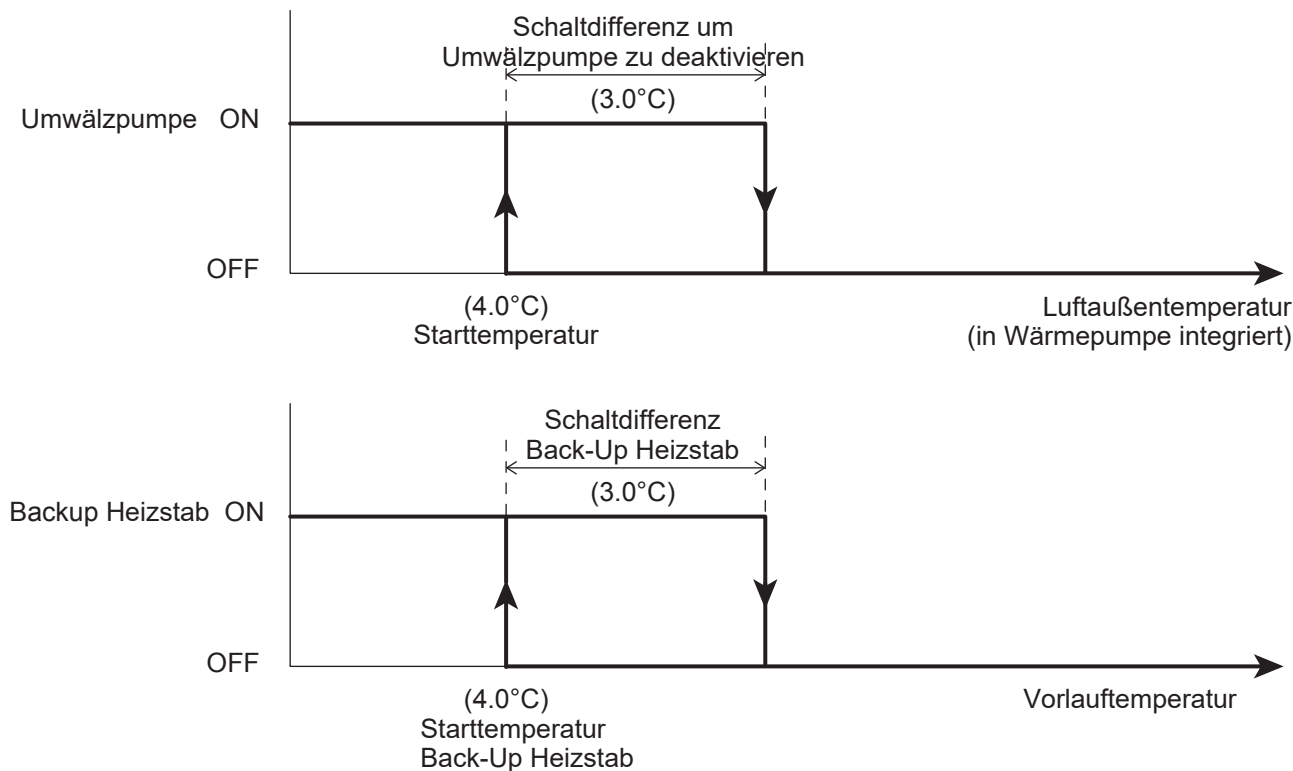 Schaltdifferenz um
Umwälzpumpe zu deaktivieren
(3.0°C)
Umwälzpumpe ON
OFF
(4.0°C)
Starttemperatur
Luftaußentemperatur
(in Wärmepumpe integriert)
Schaltdifferenz
Back-Up Heizstab
(3.0°C)
Backup Heizstab ON
OFF
(4.0°C)
Starttemperatur
Back-Up Heizstab
Vorlauftemperatur